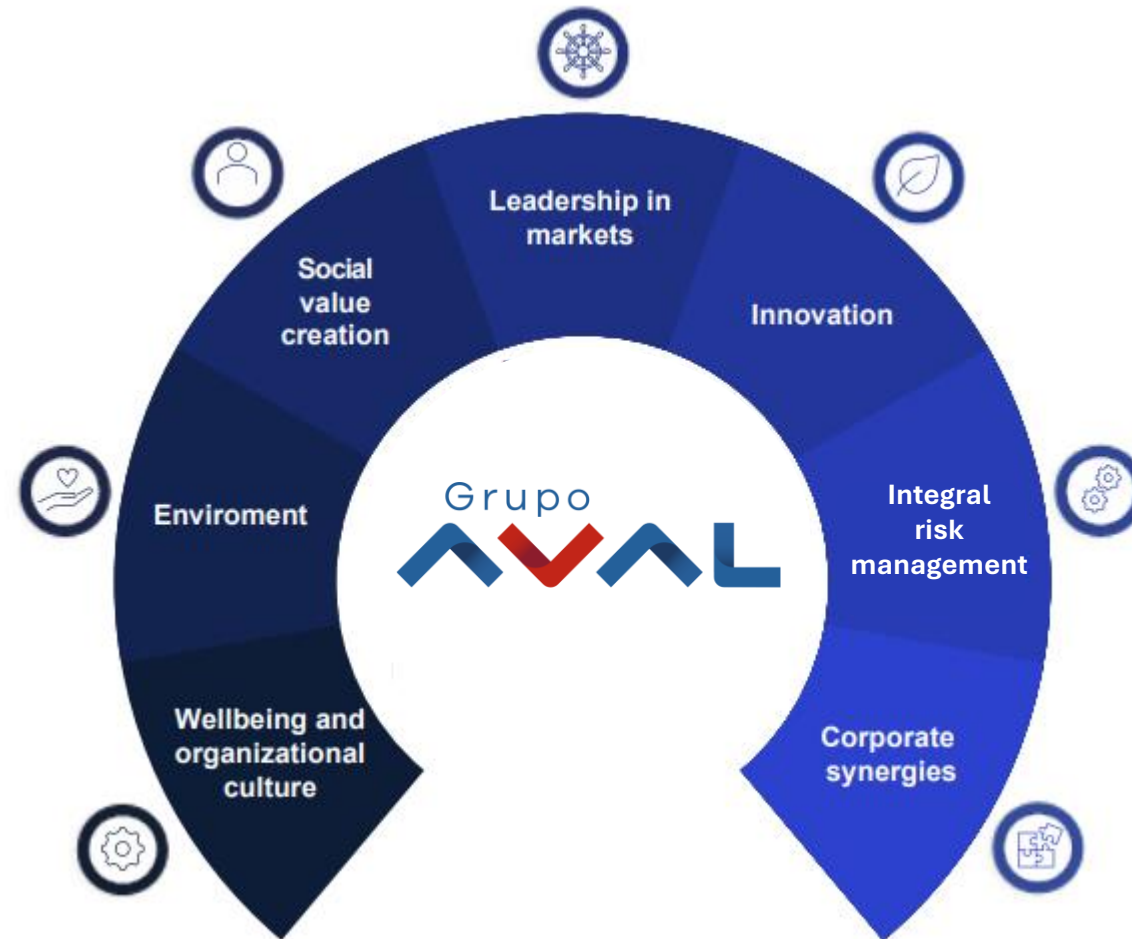 Leadership in
markets
Social
value
creation
Innovation
Enviroment
Grupo
AVAL
Integral
risk
management
Wellbeing and
organizational
culture
Corporate
synergies